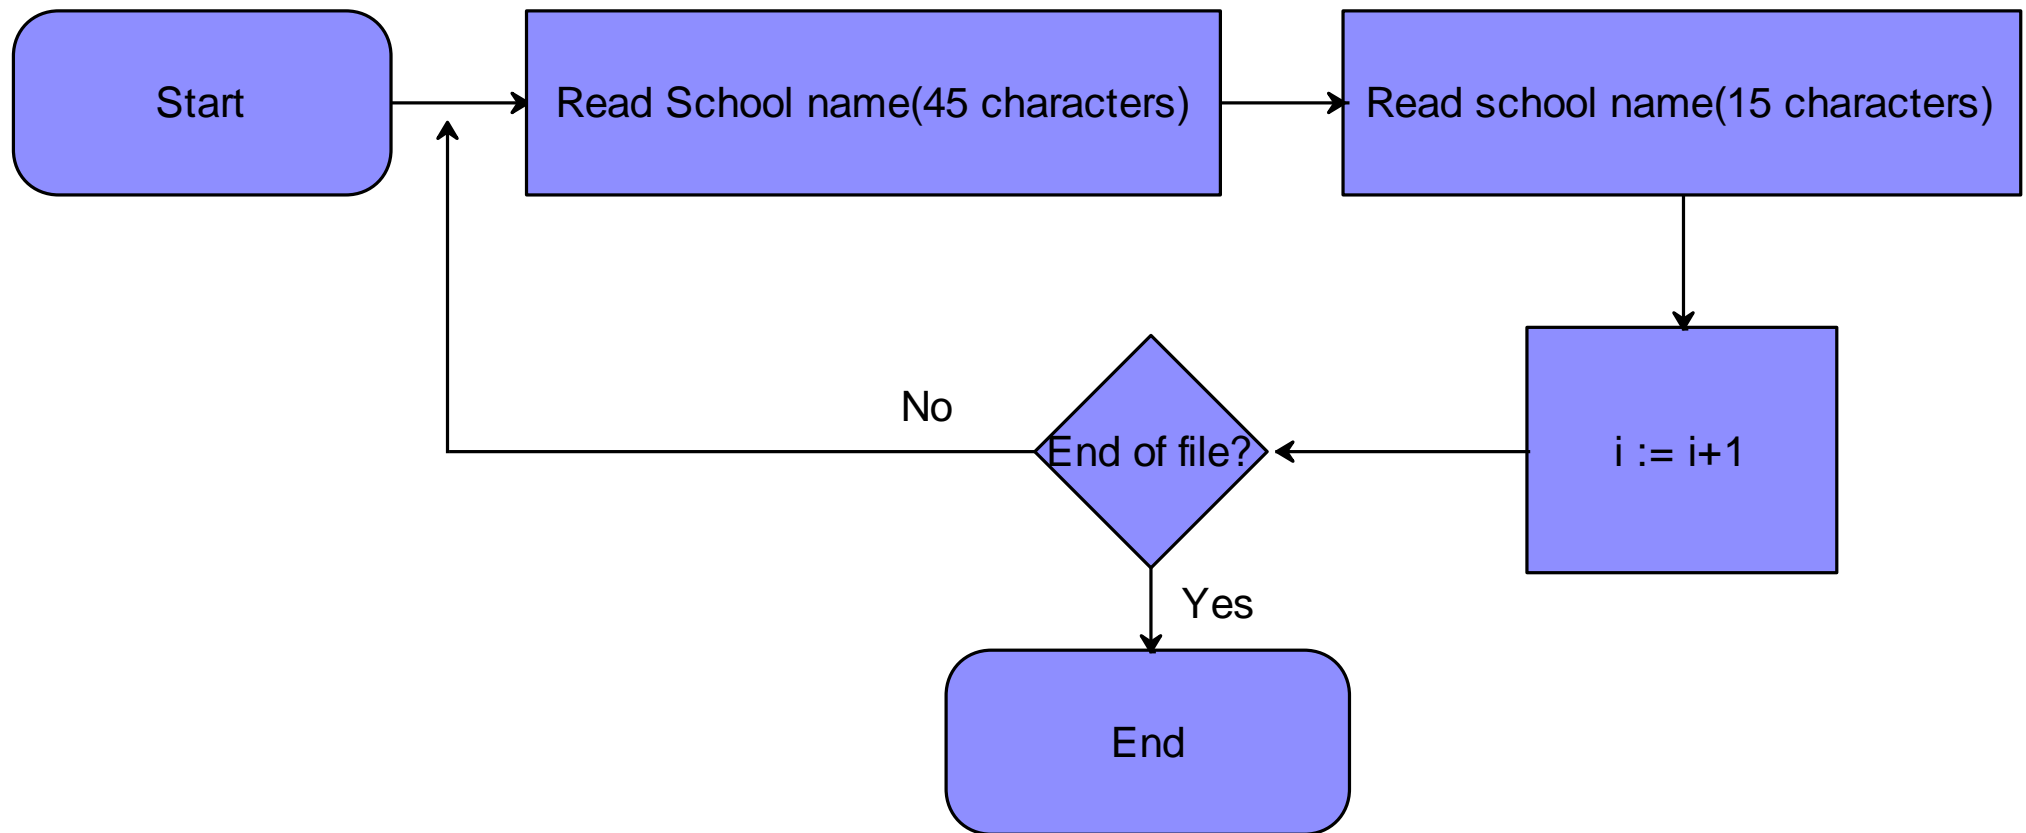 Start
Read School name(45 characters)
Read school name(15 characters)
No
End of file?
i := i+1
Yes
End